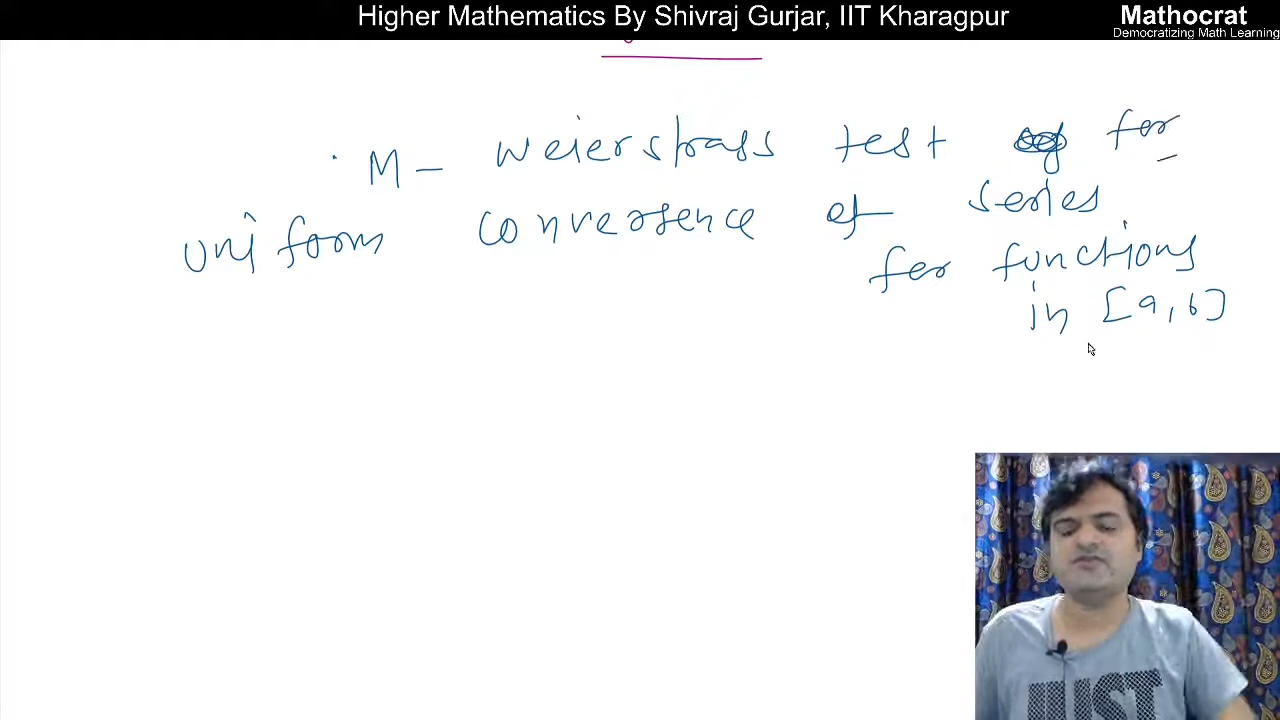 Higher Mathematics By Shivraj Gurjar, IIT Kharagpur
Mathocrat
Democratizing Math Learning
M - Weierstrass test for
uniform convergence of series
for functions
in [a, b]
JUST